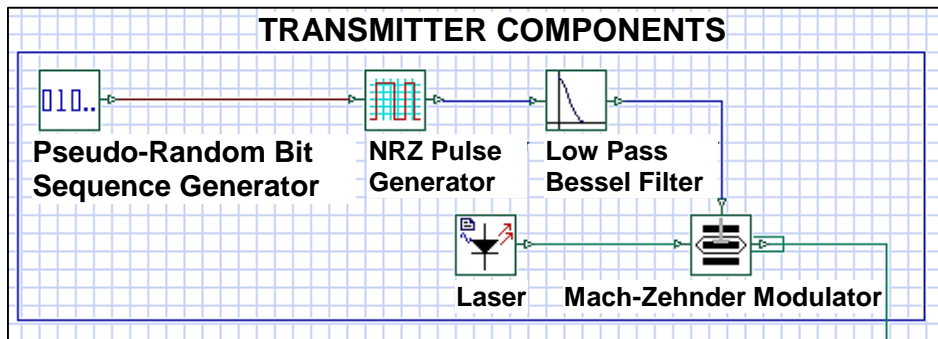 TRANSMITTER COMPONENTS
010..
Pseudo-Random Bit
Sequence Generator
NRZ Pulse
Generator
Low Pass
Bessel Filter
Laser
Mach-Zehnder Modulator